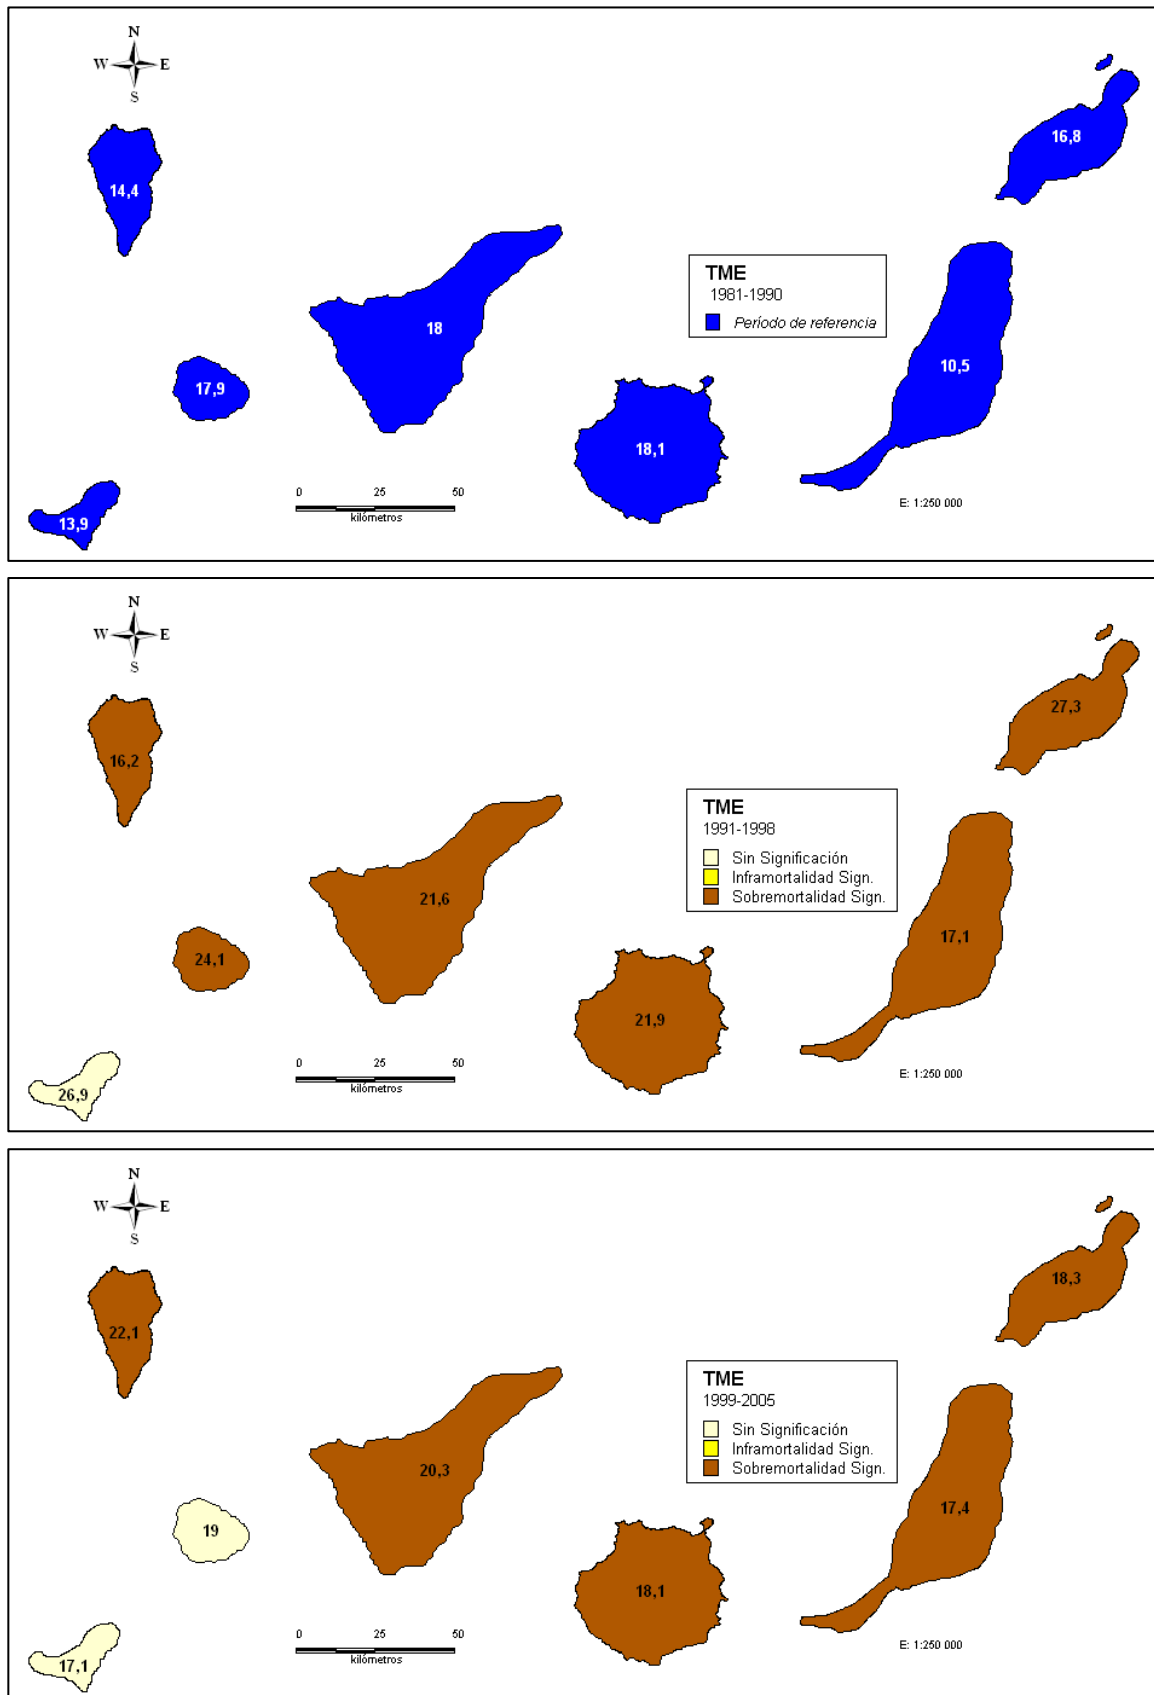 N
W E
S
14,4
16,8
TME
1981-1990
Período de referencia
18
17,9
10,5
18,1
13,9
0 25 50
kilómetros
E: 1:250 000
N
W E
S
16,2
27,3
TME
1991-1998
Sin Significación
Inframortalidad Sign.
Sobremortalidad Sign.
21,6
24,1
17,1
21,9
26,9
0 25 50
kilómetros
E: 1:250 000
N
W E
S
22,1
18,3
TME
1999-2005
Sin Significación
Inframortalidad Sign.
Sobremortalidad Sign.
20,3
19
17,4
18,1
17,1
0 25 50
kilómetros
E: 1:250 000